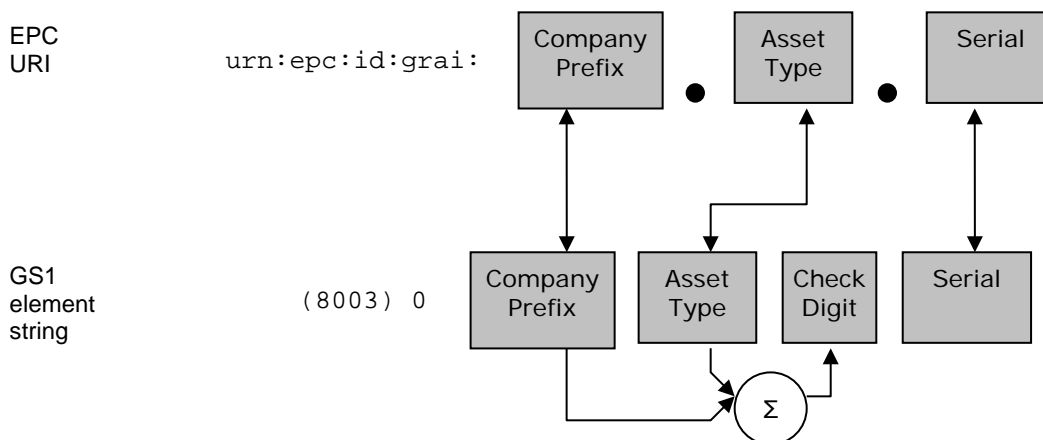 EPC
URI
urn:epc:id:grai:
Company
Prefix
Asset
Type
Serial
GS1
element
string
(8003) 0
Company
Prefix
Asset
Type
Check
Digit
Serial
Σ